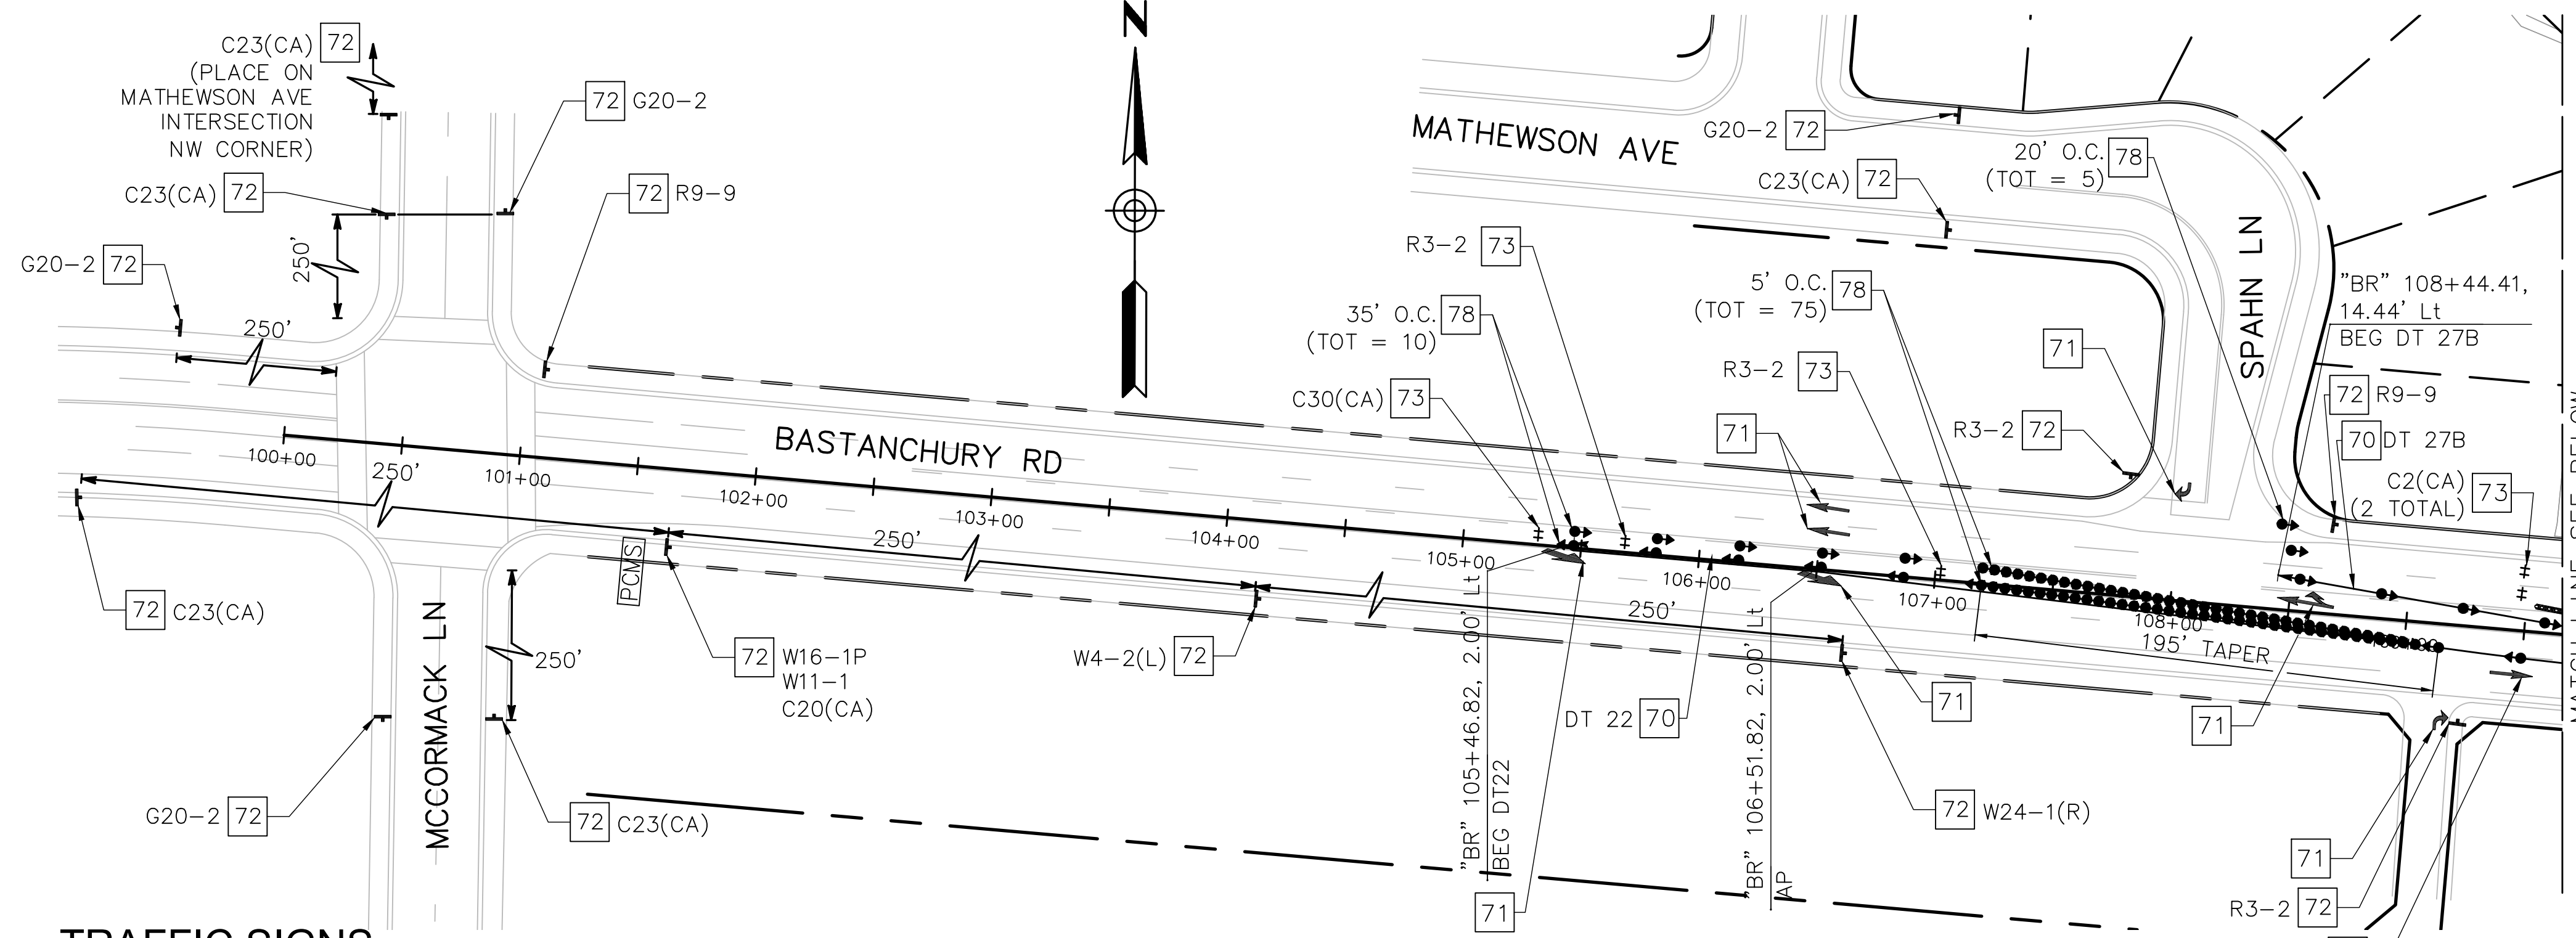 N
C23(CA) 72
(PLACE ON
MATHEWSON AVE
INTERSECTION
NW CORNER)
72 G20-2
C23(CA) 72
72 R9-9
G20-2 72
250'
250'
MATHEWSON AVE
G20-2 72
20' O.C. 78
(TOT = 5)
C23(CA) 72
R3-2 73
SPAHN LN
5' O.C. 78
(TOT = 75)
"BR" 108+44.41,
14.44' Lt
BEG DT 27B
35' O.C. 78
(TOT = 10)
71
R3-2 73
C30(CA) 73
72 R9-9
71
R3-2 72
70 DT 27B
C2(CA) 73
(2 TOTAL)
BASTANCHURY RD
100+00
250'
101+00
102+00
103+00
104+00
105+00
106+00
107+00
108+00
250'
250'
195' TAPER
PCMS
72 C23(CA)
MCCORMACK LN
250'
72 W16-1P
W11-1
C20(CA)
W4-2(L) 72
"BR" 105+46.82, 2.00' Lt
BEG DT22
DT 22 70
"BR" 106+51.82, 2.00' Lt
AP
71
71
G20-2 72
72 C23(CA)
72 W24-1(R)
71
71
R3-2 72
TRAFFIC SIGNS